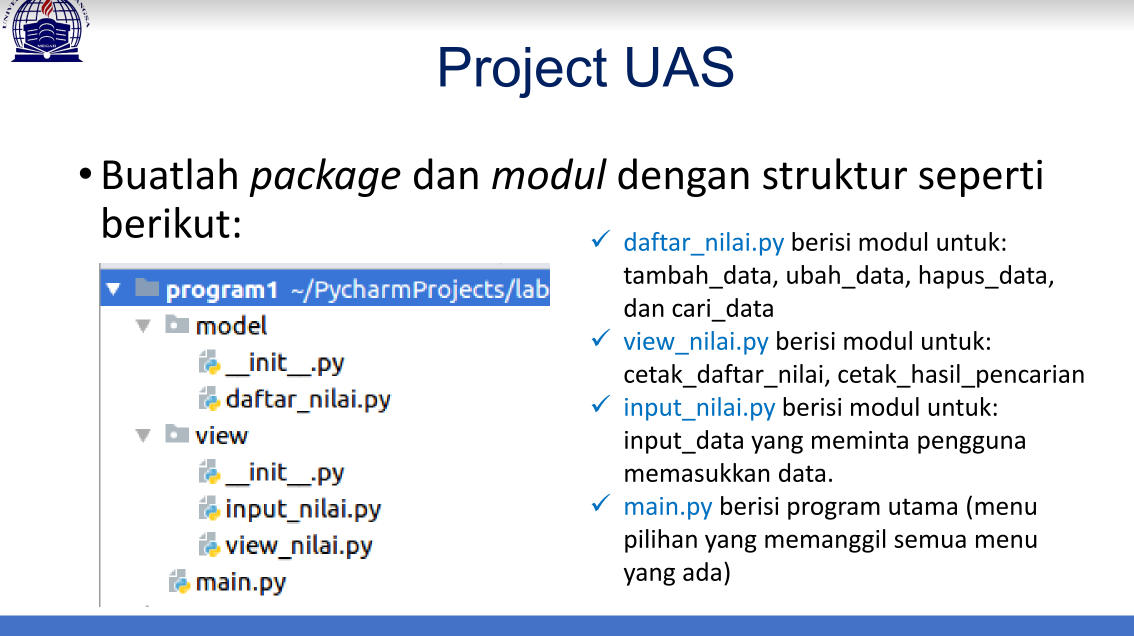 Project UAS
• Buatlah package dan modul dengan struktur seperti
berikut:
program1 ~/PycharmProjects/lab
model
__init__.py
daftar_nilai.py
view
__init__.py
input_nilai.py
view_nilai.py
main.py
✓ daftar_nilai.py berisi modul untuk:
tambah_data, ubah_data, hapus_data,
dan cari_data
✓ view_nilai.py berisi modul untuk:
cetak_daftar_nilai, cetak_hasil_pencarian
✓ input_nilai.py berisi modul untuk:
input_data yang meminta pengguna
memasukkan data.
✓ main.py berisi program utama (menu
pilihan yang memanggil semua menu
yang ada)